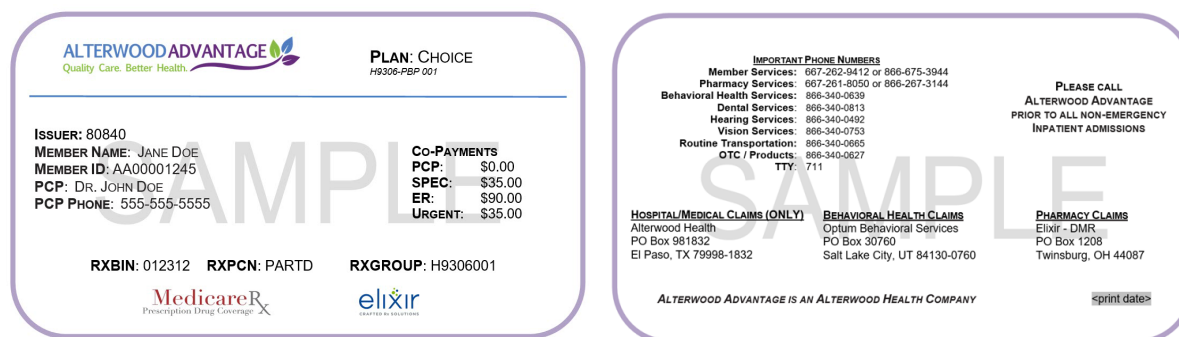 ALTERWOOD ADVANTAGE
Quality Care. Better Health.
PLAN: CHOICE
H9306-PBP 001
ISSUER: 80840
MEMBER NAME: JANE DOE
MEMBER ID: AA00001245
PCP: DR. JOHN DOE
PCP PHONE: 555-555-5555
CO-PAYMENTS
PCP: $0.00
SPEC: $35.00
ER: $90.00
URGENT: $35.00
SAMPLE
RXBIN: 012312 RXPCN: PARTD RXGROUP: H9306001
MedicareRx
Prescription Drug Coverage
elixir
CRAFTED RX SOLUTIONS
IMPORTANT PHONE NUMBERS
Member Services: 667-262-9412 or 866-675-3944
Pharmacy Services: 667-261-8050 or 866-267-3144
Behavioral Health Services: 866-340-0639
Dental Services: 866-340-0813
Hearing Services: 866-340-0492
Vision Services: 866-340-0753
Routine Transportation: 866-340-0665
OTC / Products: 866-340-0627
TTY: 711
PLEASE CALL
ALTERWOOD ADVANTAGE
PRIOR TO ALL NON-EMERGENCY
INPATIENT ADMISSIONS
SAMPLE
HOSPITAL/MEDICAL CLAIMS (ONLY)
Alterwood Health
PO Box 981832
El Paso, TX 79998-1832
BEHAVIORAL HEALTH CLAIMS
Optum Behavioral Services
PO Box 30760
Salt Lake City, UT 84130-0760
PHARMACY CLAIMS
Elixir - DMR
PO Box 1208
Twinsburg, OH 44087
ALTERWOOD ADVANTAGE IS AN ALTERWOOD HEALTH COMPANY
<print date>